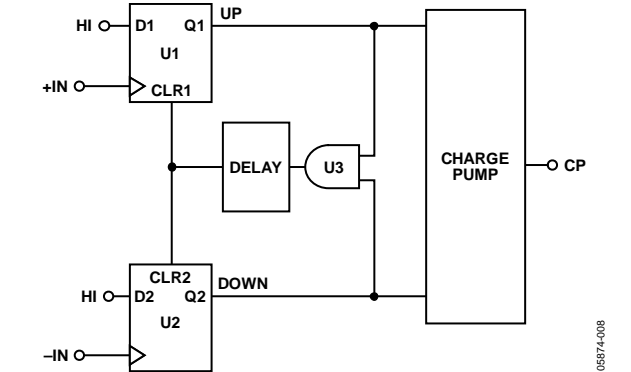 UP
HI D1 Q1
U1
+IN
CLR1
DELAY
U3
CHARGE
PUMP
CP
CLR2
DOWN
HI D2 Q2
U2
–IN
05874-008